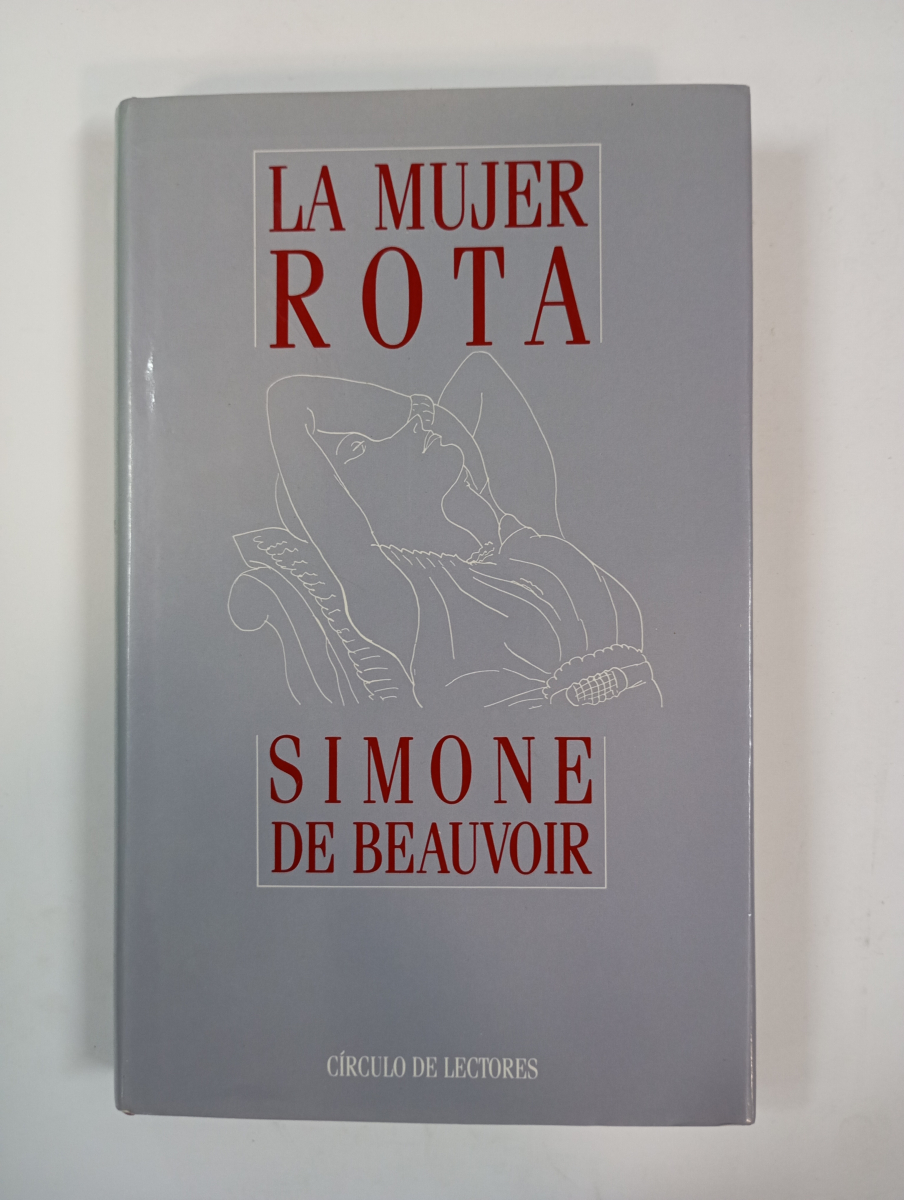 LA MUJER
ROTA
SIMONE
DE BEAUVOIR
CÍRCULO DE LECTORES